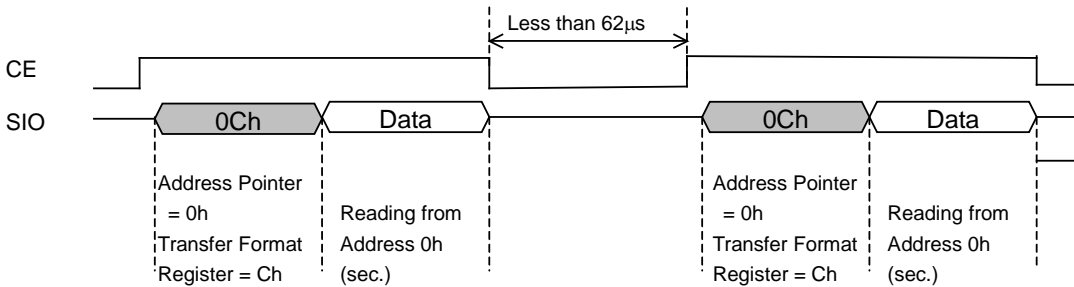 Less than 62μs
CE
SIO
0Ch
Data
0Ch
Data
Address Pointer
= 0h
Transfer Format
Register = Ch
Reading from
Address 0h
(sec.)
Address Pointer
= 0h
Transfer Format
Register = Ch
Reading from
Address 0h
(sec.)